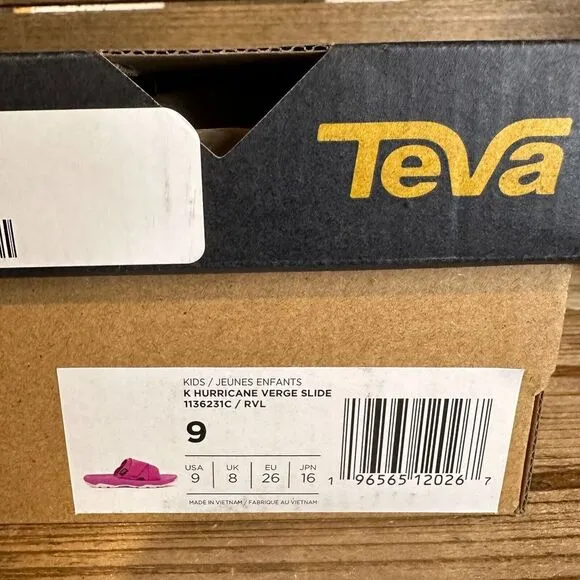 Teva
KIDS / JEUNES ENFANTS
K HURRICANE VERGE SLIDE
1136231C / RVL
9
USA UK EU JPN
9 8 26 16
MADE IN VIETNAM / FABRIQUÉ AU VIETNAM
1 96565 12026 7